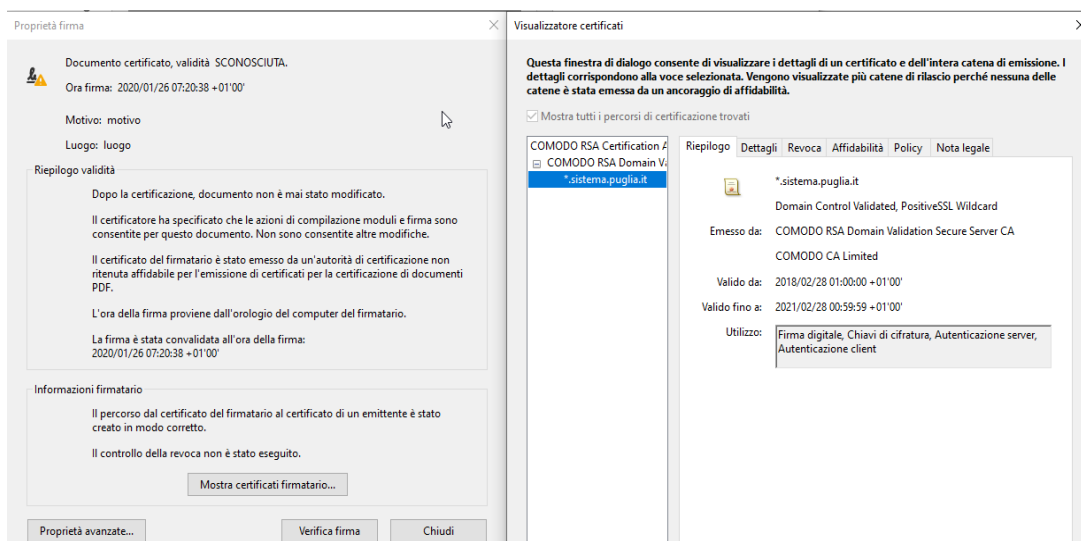 Proprietà firma
Documento certificato, validità SCONOSCIUTA.
Ora firma: 2020/01/26 07:20:38 +01'00'
Motivo: motivo
Luogo: luogo
Riepilogo validità
Dopo la certificazione, documento non è mai stato modificato.
Il certificatore ha specificato che le azioni di compilazione moduli e firma sono
consentite per questo documento. Non sono consentite altre modifiche.
Il certificato del firmatario è stato emesso da un'autorità di certificazione non
ritenuta affidabile per l'emissione di certificati per la certificazione di documenti
PDF.
L'ora della firma proviene dall'orologio del computer del firmatario.
La firma è stata convalidata all'ora della firma:
2020/01/26 07:20:38 +01'00'
Informazioni firmatario
Il percorso dal certificato del firmatario al certificato di un emittente è stato
creato in modo corretto.
Il controllo della revoca non è stato eseguito.
Mostra certificati firmatario...
Proprietà avanzate... Verifica firma Chiudi
Visualizzatore certificati
Questa finestra di dialogo consente di visualizzare i dettagli di un certificato e dell'intera catena di emissione. I
dettagli corrispondono alla voce selezionata. Vengono visualizzate più catene di rilascio perché nessuna delle
catene è stata emessa da un ancoraggio di affidabilità.
Mostra tutti i percorsi di certificazione trovati
COMODO RSA Certification A
COMODO RSA Domain Va
*.sistema.puglia.it
Riepilogo Dettagli Revoca Affidabilità Policy Nota legale
*.sistema.puglia.it
Domain Control Validated, PositiveSSL Wildcard
Emesso da: COMODO RSA Domain Validation Secure Server CA
COMODO CA Limited
Valido da: 2018/02/28 01:00:00 +01'00'
Valido fino a: 2021/02/28 00:59:59 +01'00'
Utilizzo: Firma digitale, Chiavi di cifratura, Autenticazione server,
Autenticazione client